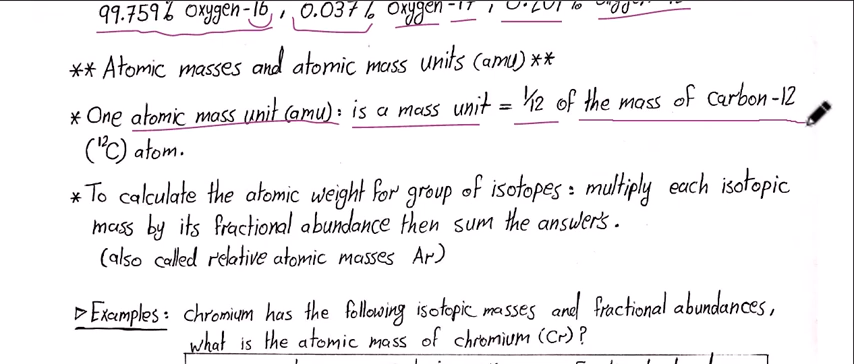 99.759% Oxygen-16, 0.037% Oxygen-17,
** Atomic masses and atomic mass units (amu) **
* One atomic mass unit (amu): is a mass unit = 1/12 of the mass of carbon-12
(¹²C) atom.
* To calculate the atomic weight for group of isotopes: multiply each isotopic
mass by its fractional abundance then sum the answers.
(also called relative atomic masses Ar)
▷ Examples: chromium has the following isotopic masses and fractional abundances,
what is the atomic mass of chromium (Cr)?